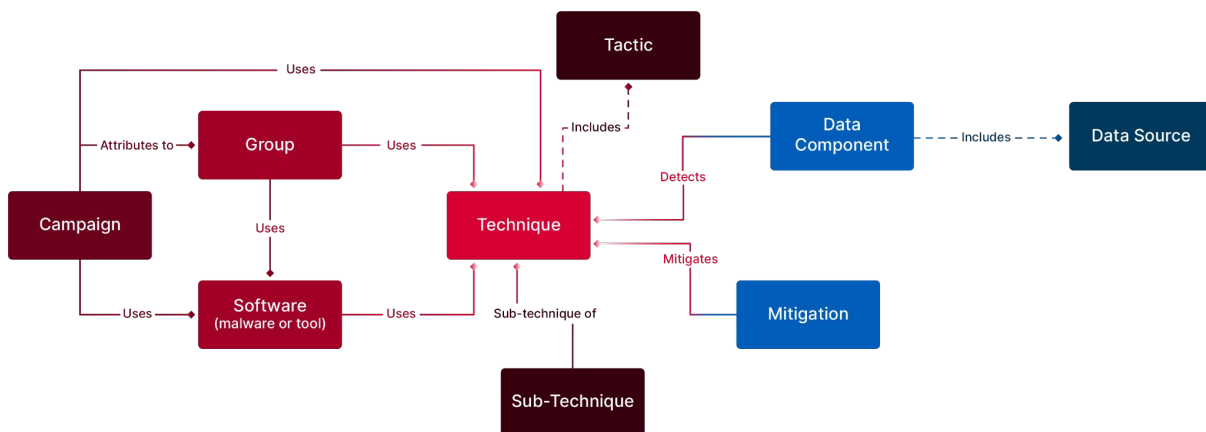 Tactic
Uses
Includes
Data
Component
Includes
Data Source
Attributes to
Group
Uses
Detects
Campaign
Uses
Technique
Mitigates
Uses
Software
(malware or tool)
Uses
Sub-technique of
Mitigation
Sub-Technique